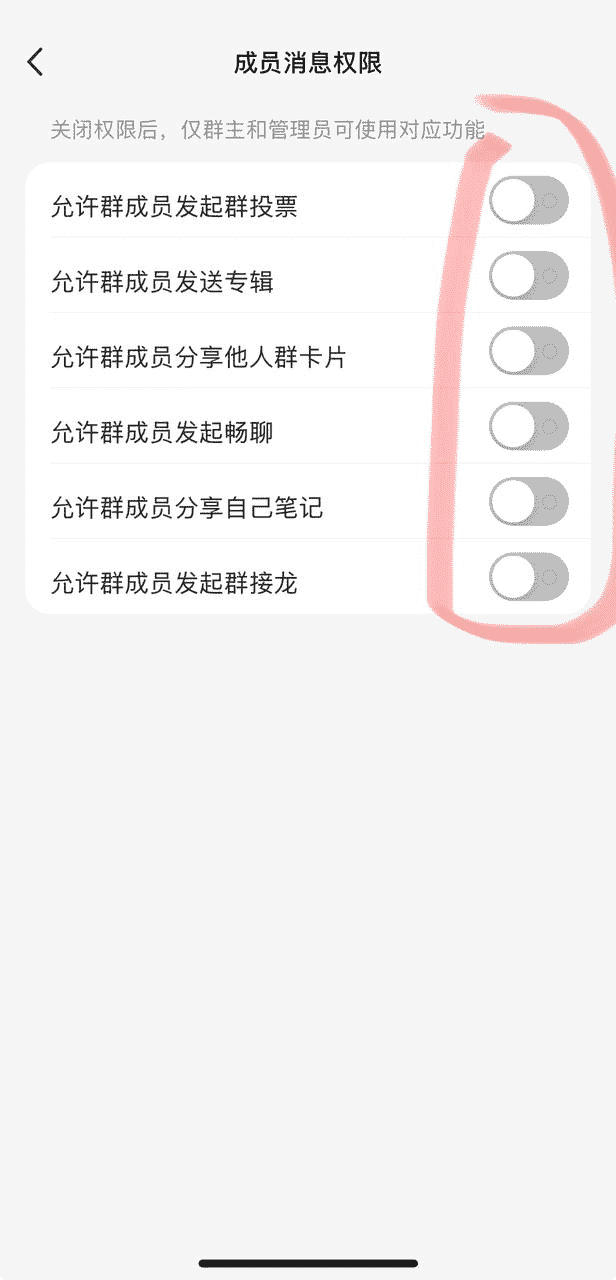 成员消息权限
关闭权限后，仅群主和管理员可使用对应功能
允许群成员发起群投票
允许群成员发送专辑
允许群成员分享他人群卡片
允许群成员发起畅聊
允许群成员分享自己笔记
允许群成员发起群接龙